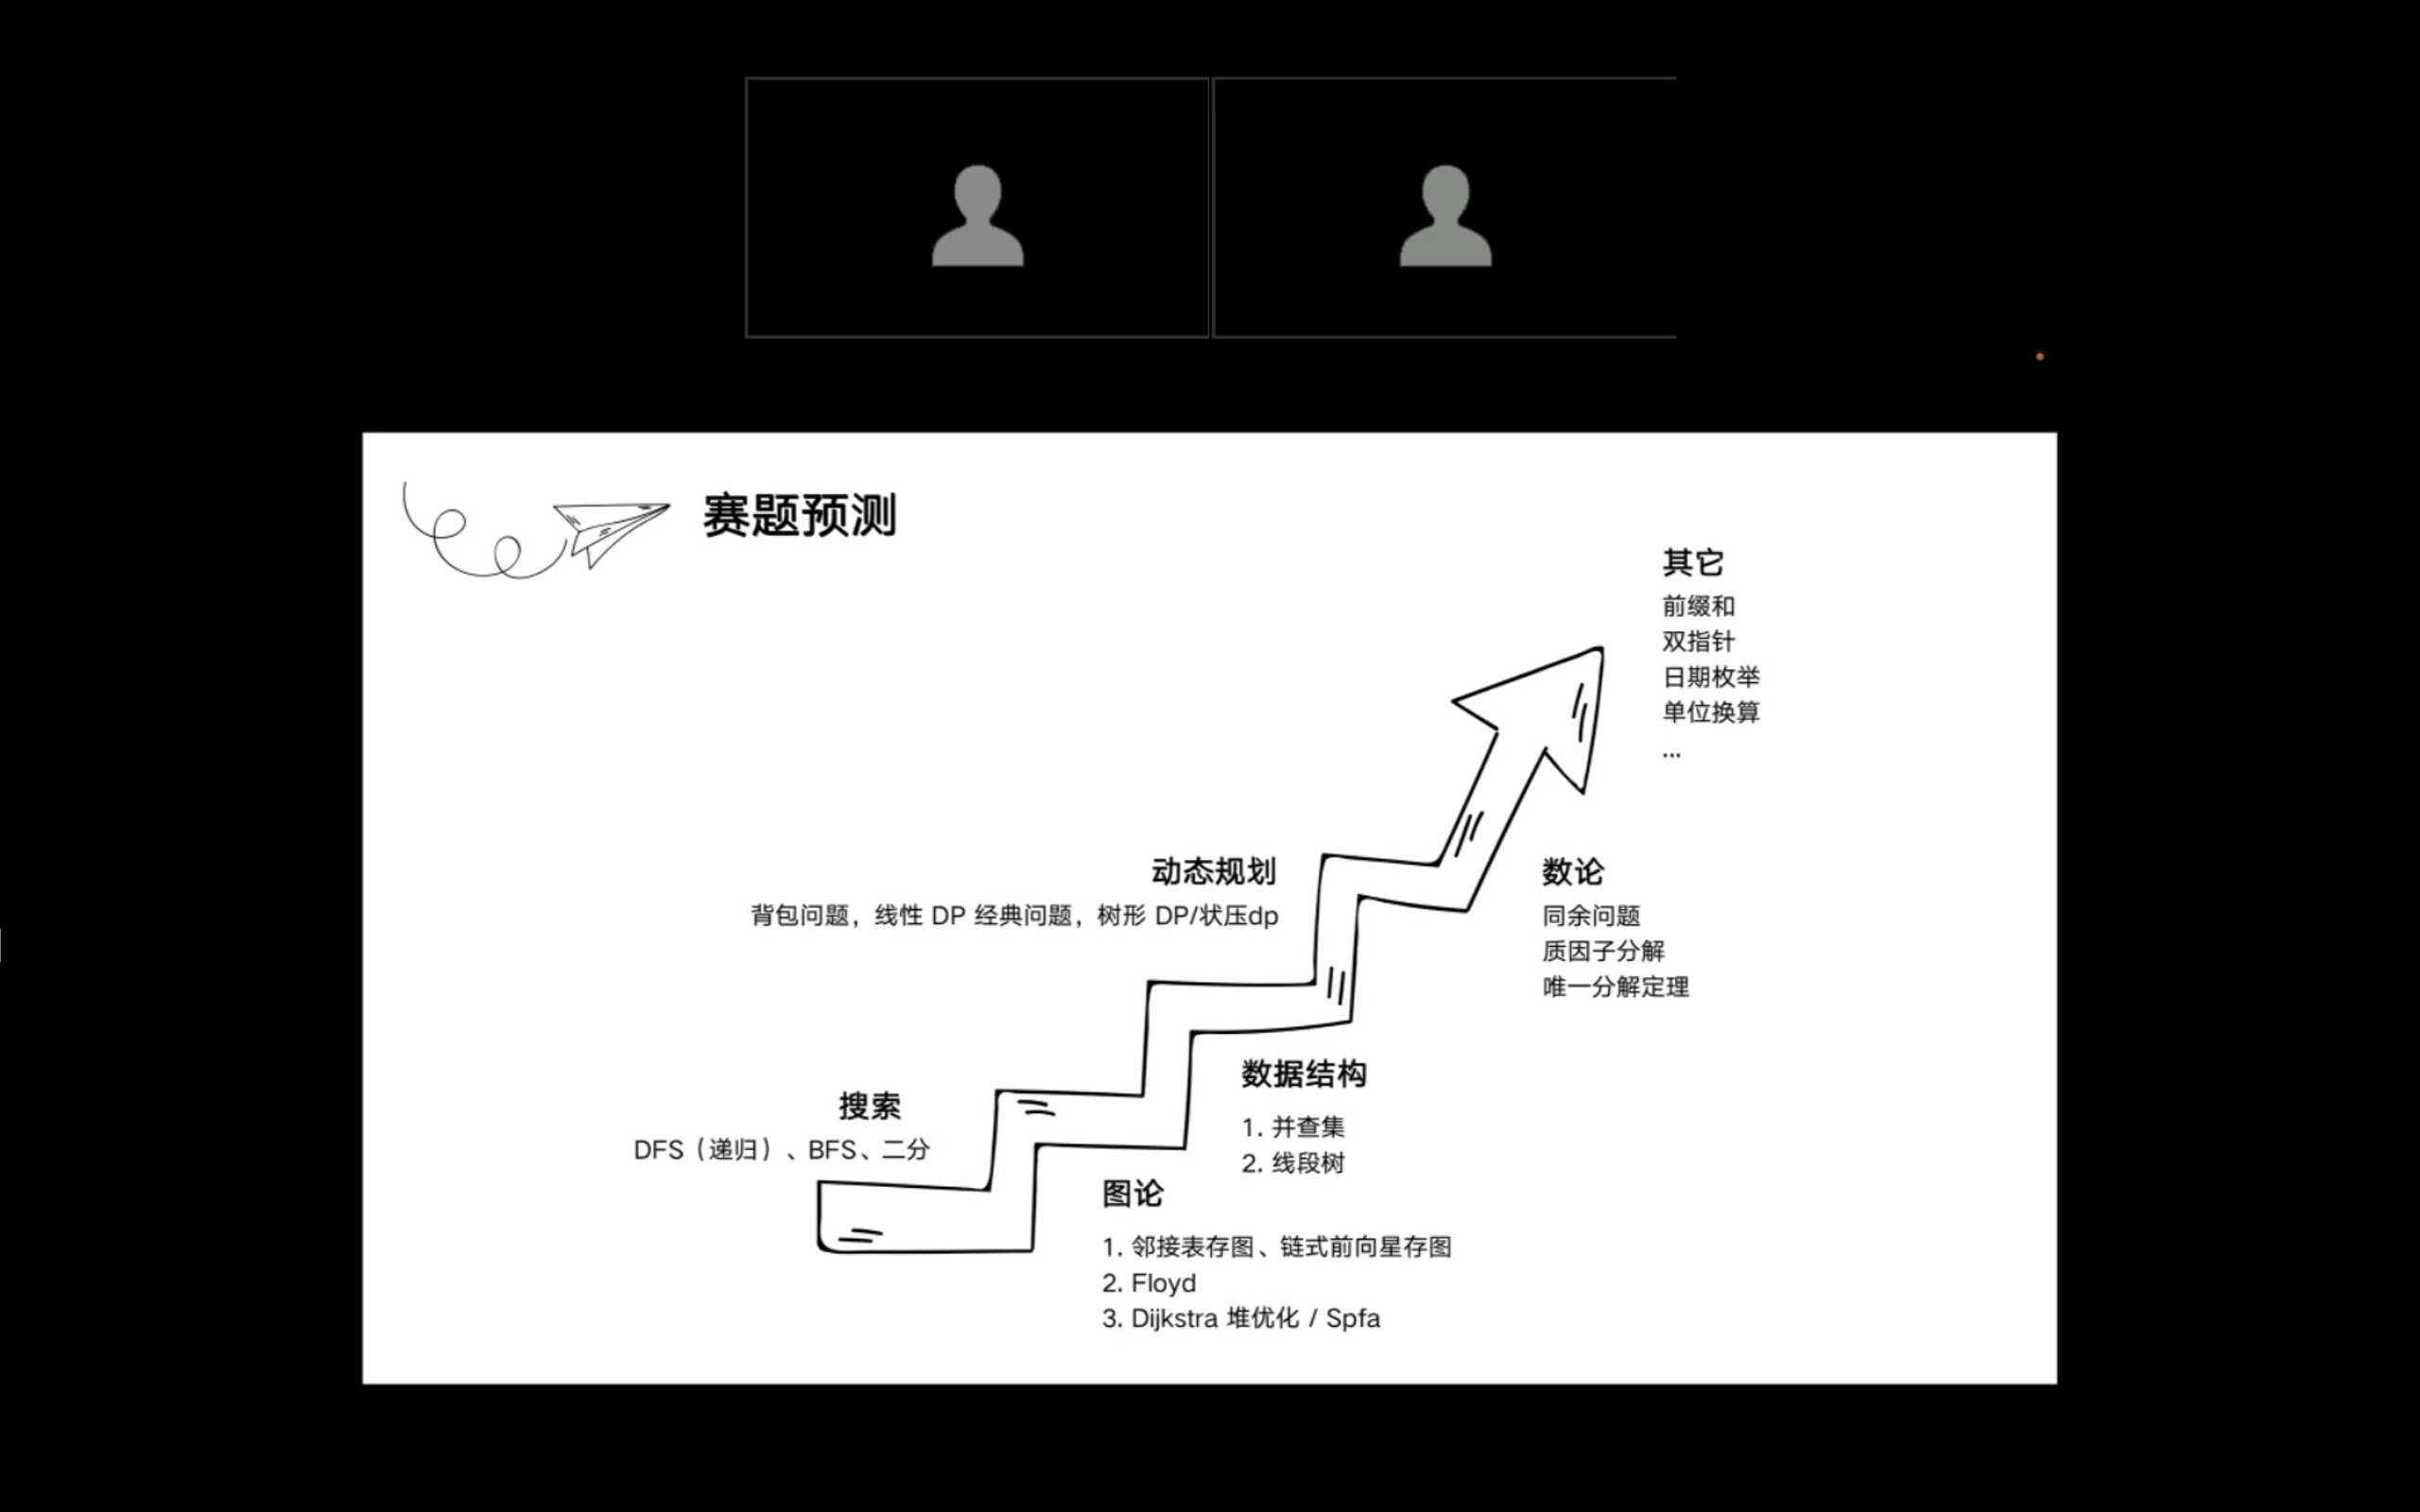 赛题预测
其它
前缀和
双指针
日期枚举
单位换算
...
动态规划
背包问题，线性 DP 经典问题，树形 DP/状压dp
数论
同余问题
质因子分解
唯一分解定理
搜索
DFS（递归）、BFS、二分
数据结构
1. 并查集
2. 线段树
图论
1. 邻接表存图、链式前向星存图
2. Floyd
3. Dijkstra 堆优化 / Spfa